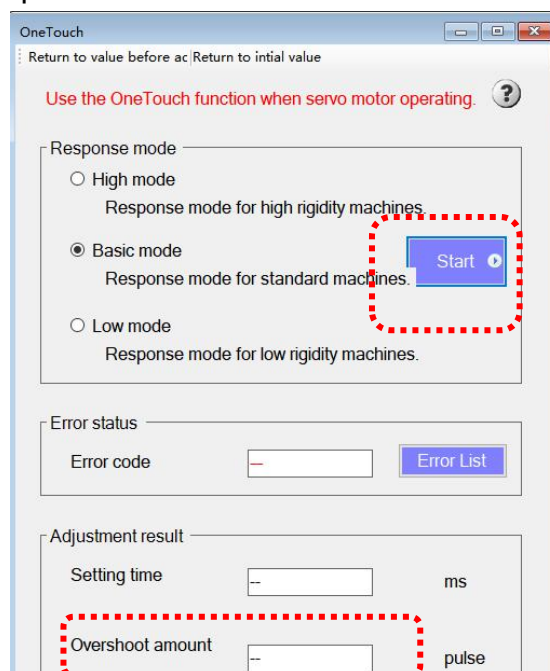 OneTouch
Return to value before ac Return to intial value
Use the OneTouch function when servo motor operating. ?
Response mode
High mode
Response mode for high rigidity machines.
Basic mode
Start
Response mode for standard machines.
Low mode
Response mode for low rigidity machines.
Error status
Error code -- Error List
Adjustment result
Setting time -- ms
Overshoot amount -- pulse